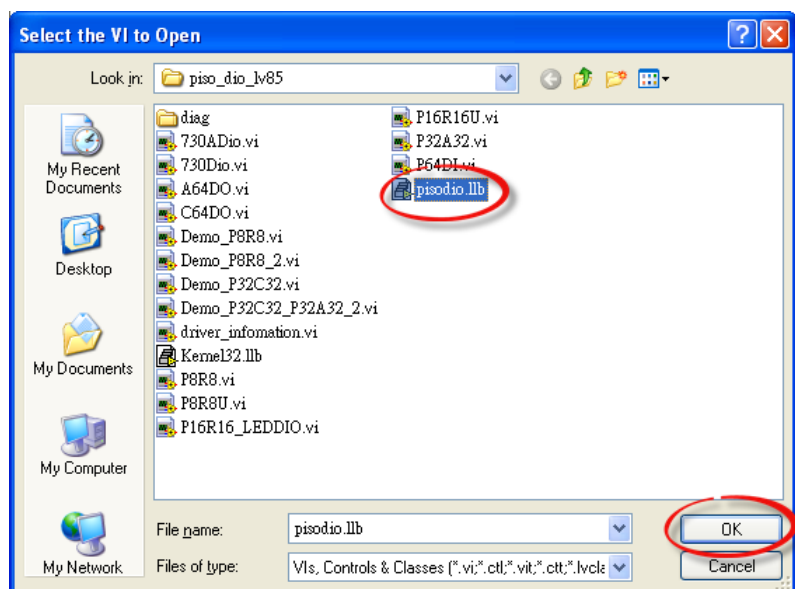 Select the VI to Open
Look in: piso_dio_lv85
My Recent Documents
Desktop
My Documents
My Computer
My Network
diag
730ADio.vi
730Dio.vi
A64DO.vi
C64DO.vi
Demo_P8R8.vi
Demo_P8R8_2.vi
Demo_P32C32.vi
Demo_P32C32_P32A32_2.vi
driver_infomation.vi
Kernel32.llb
P8R8.vi
P8R8U.vi
P16R16_LEDDIO.vi
P16R16U.vi
P32A32.vi
P64DI.vi
pisodio.llb
File name: pisodio.llb
OK
Files of type: VIs, Controls & Classes (*.vi;*.ctl;*.vit;*.ctt;*.lvcla
Cancel